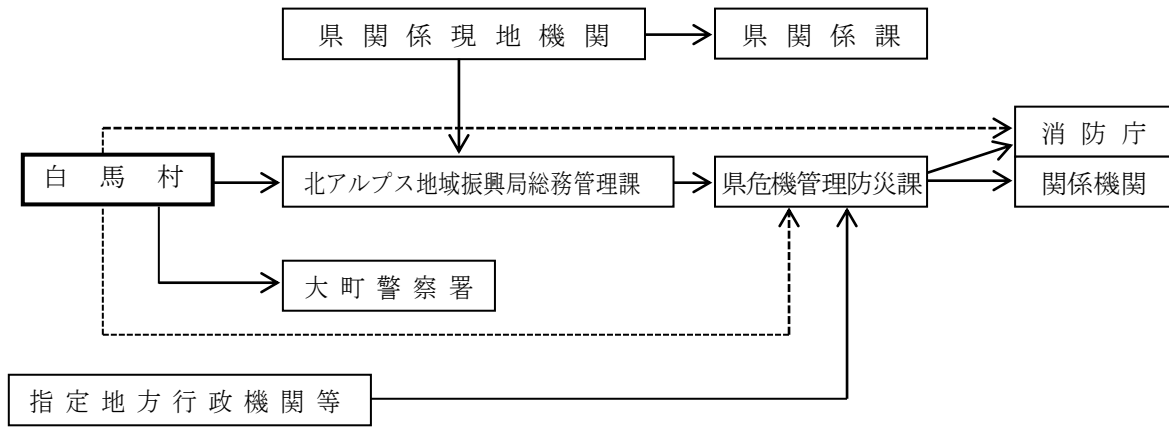 県関係現地機関
県関係課
消防庁
白馬村
北アルプス地域振興局総務管理課
県危機管理防災課
関係機関
大町警察署
指定地方行政機関等